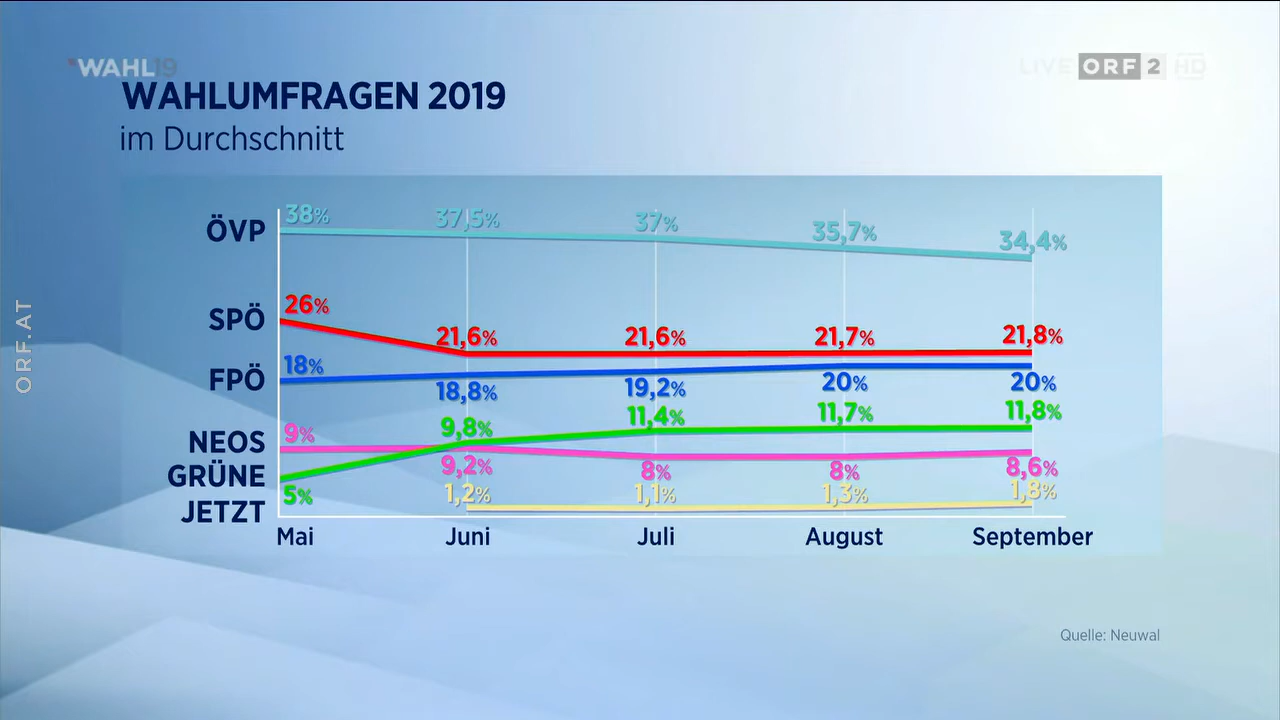 WAHL19
LIVE ORF 2 HD
WAHLUMFRAGEN 2019
im Durchschnitt
ORF.AT
ÖVP 38% 37,5% 37% 35,7% 34,4%
SPÖ 26% 21,6% 21,6% 21,7% 21,8%
FPÖ 18% 18,8% 19,2% 20% 20%
NEOS 9% 9,2% 8% 8% 8,6%
GRÜNE 5% 9,8% 11,4% 11,7% 11,8%
JETZT 1,2% 1,1% 1,3% 1,8%
Mai Juni Juli August September
Quelle: Neuwal